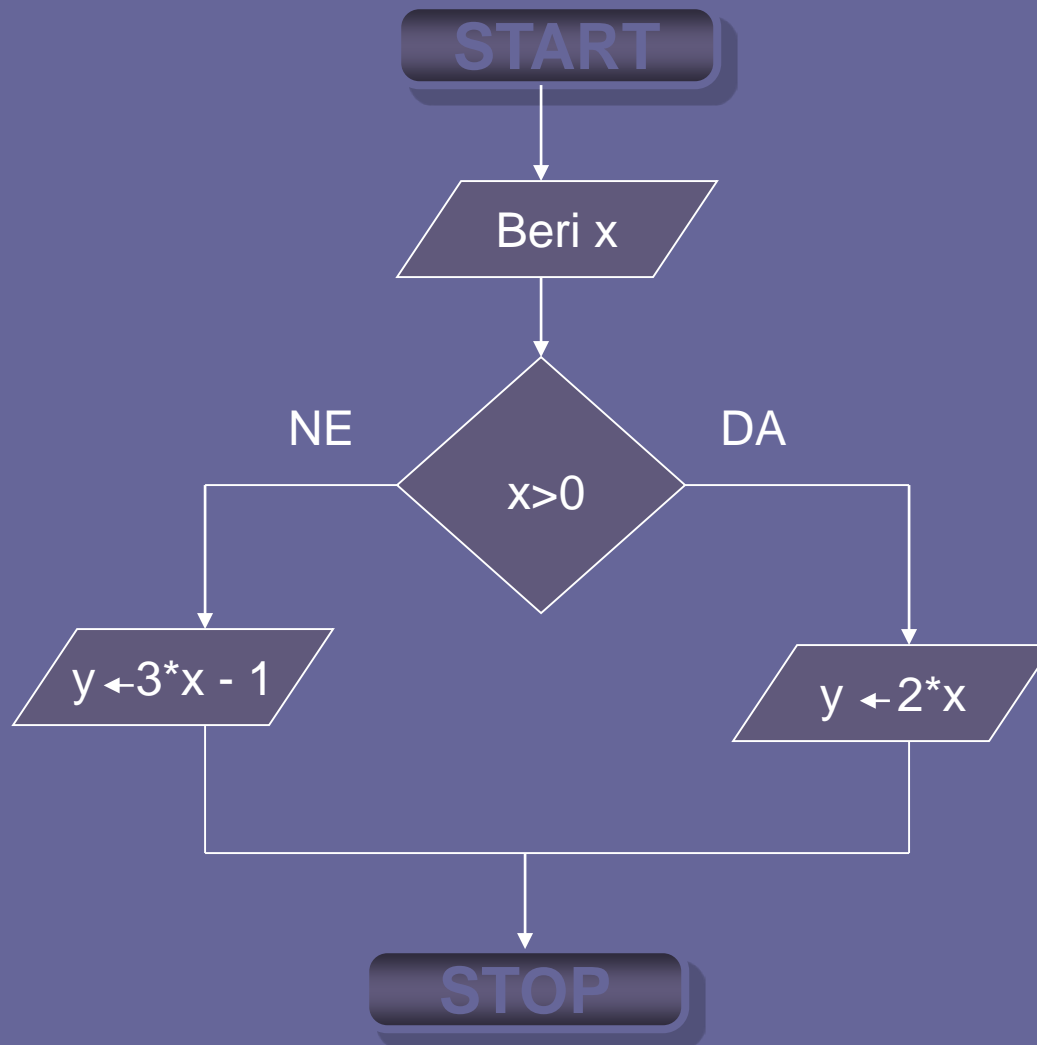 START
Beri x
NE
DA
x>0
y ←3*x - 1
y ←2*x
STOP